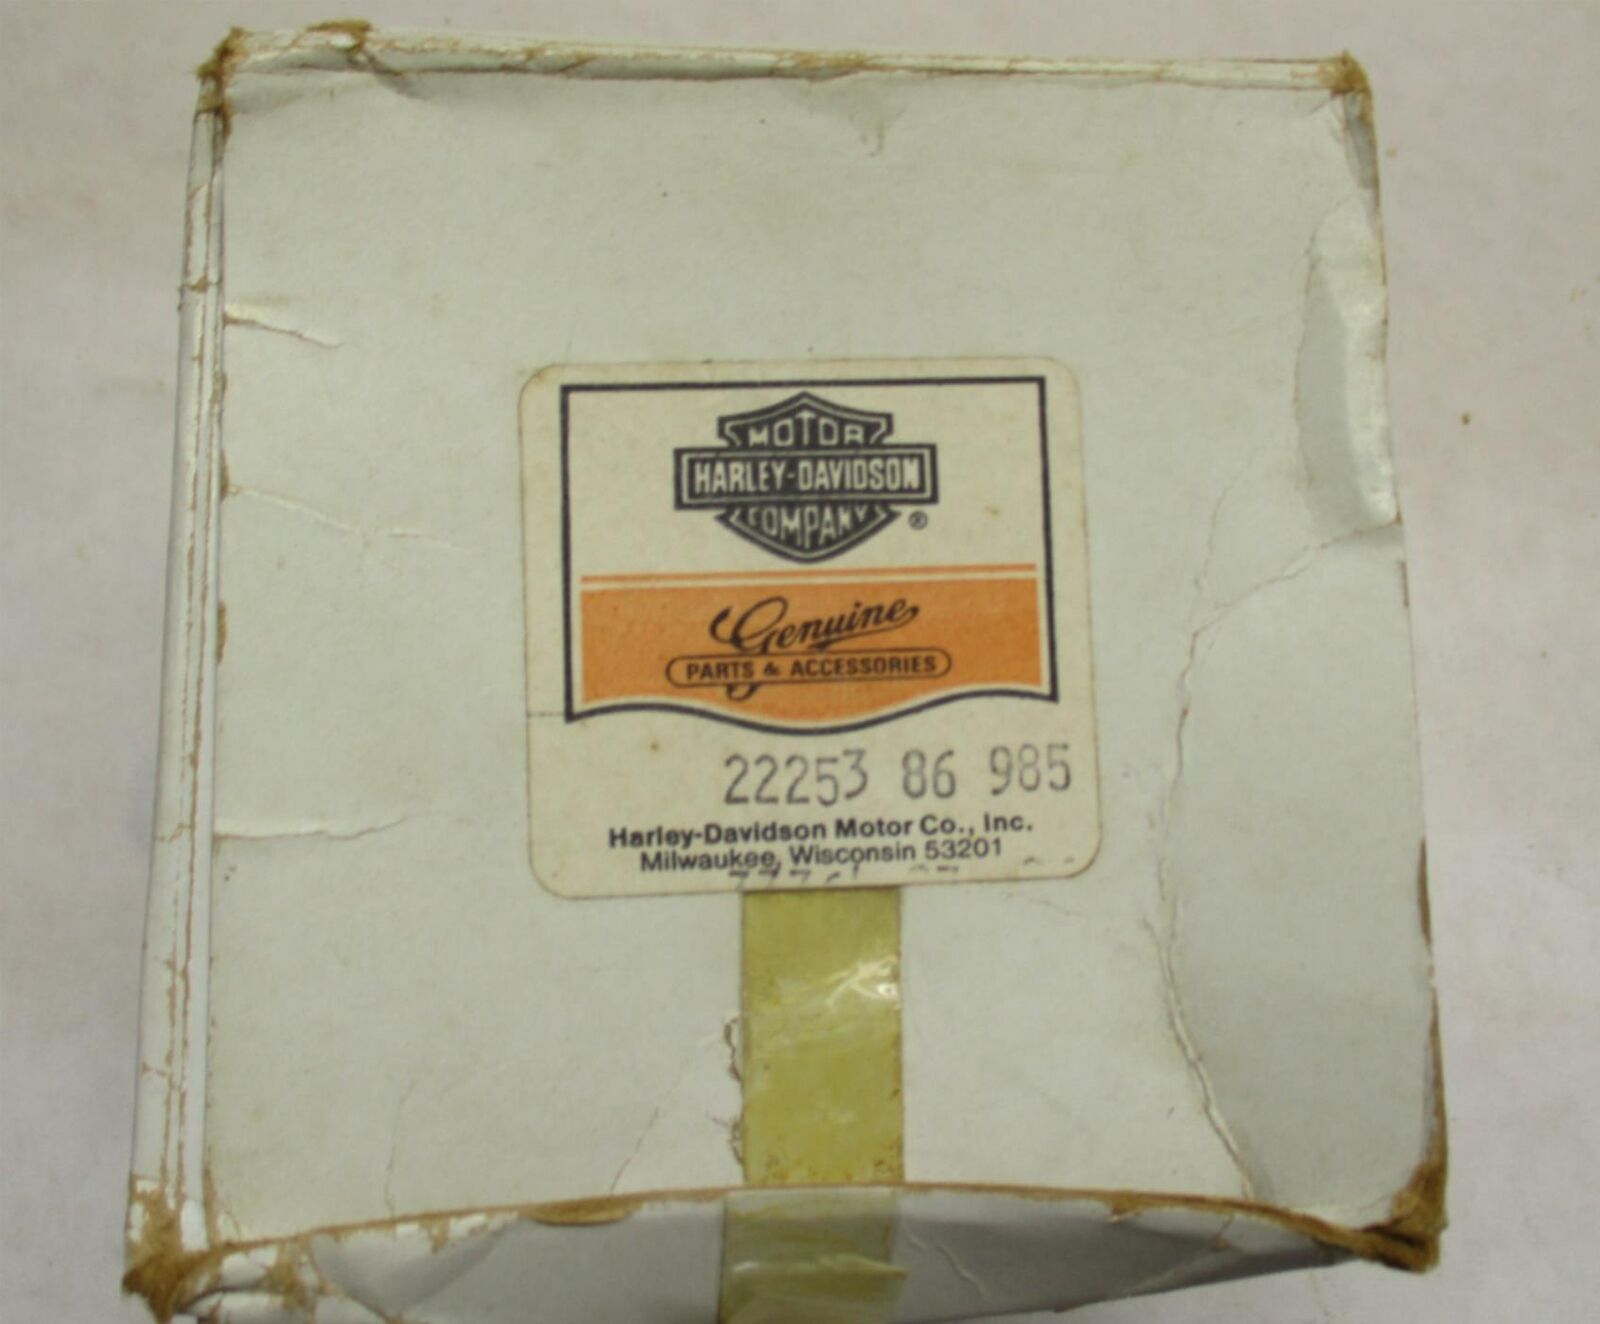 MOTOR
HARLEY-DAVIDSON
COMPANY ®
Genuine
PARTS & ACCESSORIES
22253 86 985
Harley-Davidson Motor Co., Inc.
Milwaukee, Wisconsin 53201